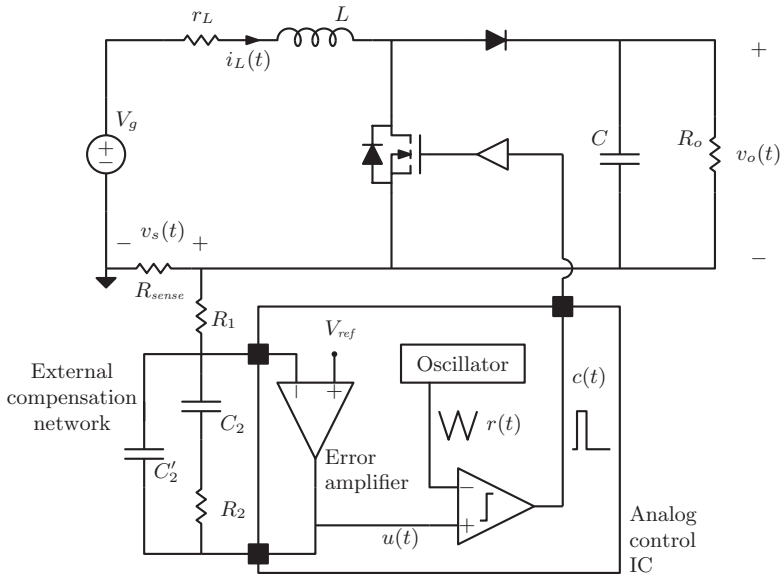 r_L
L
i_L(t)
V_g
+
−
+
C
R_o
v_o(t)
− v_s(t) +
−
R_sense
R_1
V_ref
External
compensation
network
− +
Oscillator
c(t)
C_2
r(t)
C_2′
Error
amplifier
−
R_2
+
u(t)
Analog
control
IC